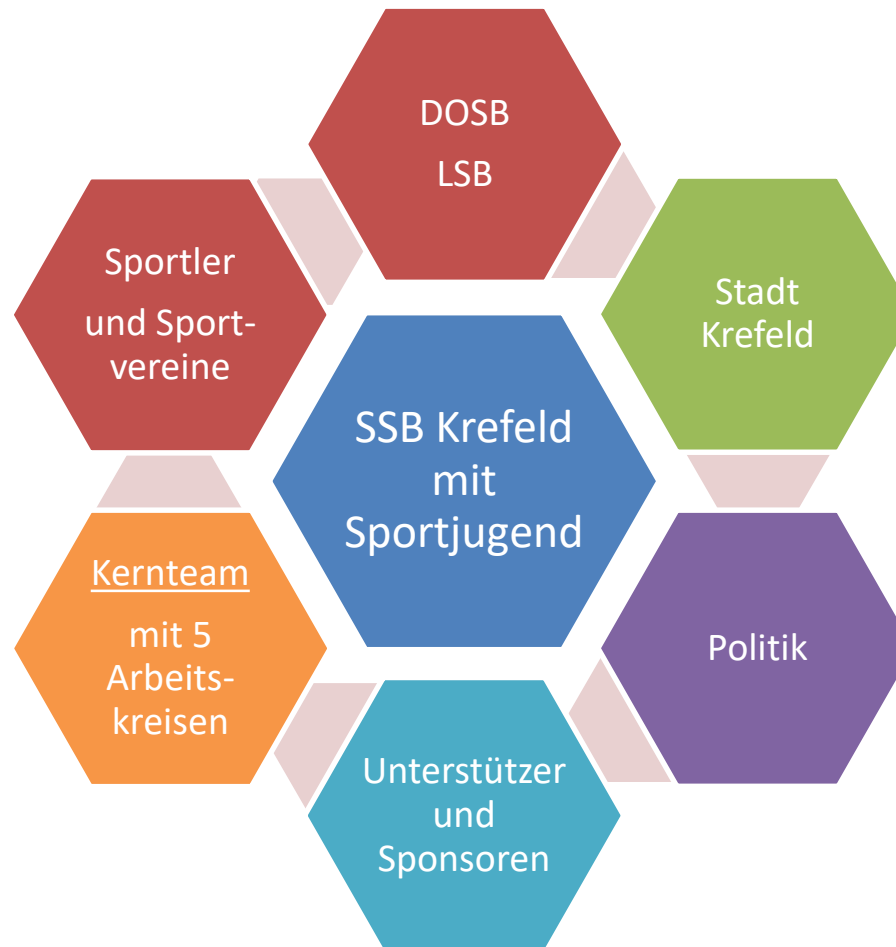 DOSB
LSB
Sportler
und Sport-
vereine
Stadt
Krefeld
SSB Krefeld
mit
Sportjugend
Kernteam
mit 5
Arbeits-
kreisen
Politik
Unterstützer
und
Sponsoren